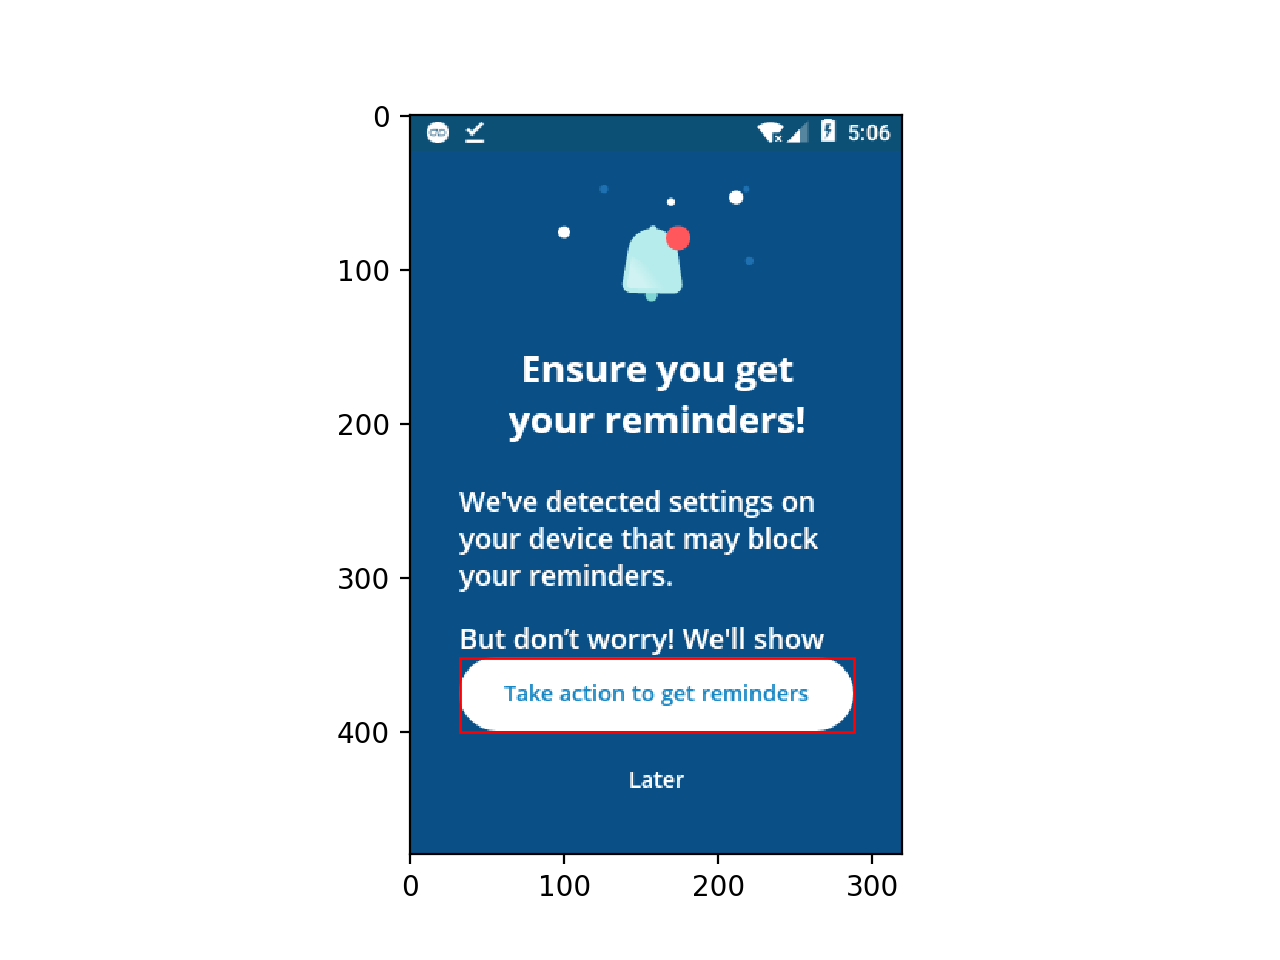 5:06
Ensure you get
your reminders!
We've detected settings on
your device that may block
your reminders.
But don’t worry! We'll show
Take action to get reminders
Later
0
100
200
300
400
0
100
200
300